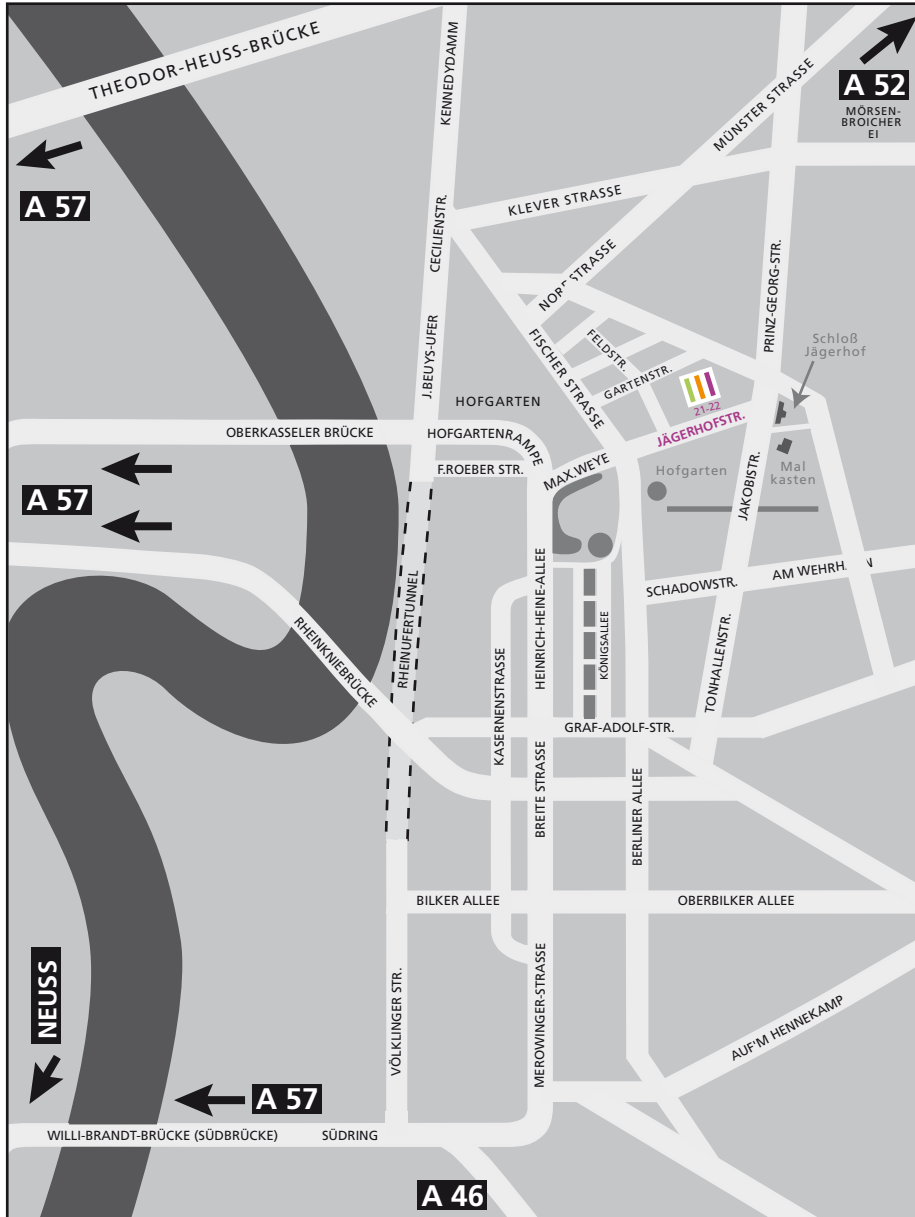 THEODOR-HEUSS-BRÜCKE
KENNEDYDAMM
MÜNSTER STRASSE
A 52
MÖRSEN-
BROICHER
EI
A 57
KLEVER STRASSE
CECILIENSTR.
NORDSTRASSE
PRINZ-GEORG-STR.
J.BEUYS-UFER
FISCHER STRASSE
FELDSTR.
GARTENSTR.
Schloß
Jägerhof
21-22
JÄGERHOFSTR.
HOFGARTEN
OBERKASSELER BRÜCKE
HOFGARTENRAMPE
F.ROEBER STR.
MAX.WEYE
Hofgarten
Mal
kasten
JAKOBISTR.
A 57
RHEINUFERTUNNEL
HEINRICH-HEINE-ALLEE
KÖNIGSALLEE
SCHADOWSTR.
AM WEHRHAHN
RHEINKNIEBRÜCKE
KASERNENSTRASSE
TONHALLENSTR.
GRAF-ADOLF-STR.
BREITE STRASSE
BERLINER ALLEE
BILKER ALLEE
OBERBILKER ALLEE
NEUSS
VÖLKLINGER STR.
MEROWINGER-STRASSE
AUF'M HENNEKAMP
A 57
WILLI-BRANDT-BRÜCKE (SÜDBRÜCKE)
SÜDRING
A 46